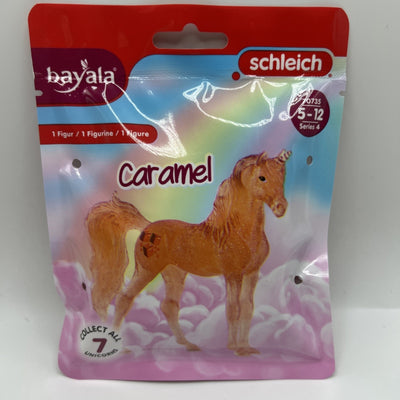 bayala
schleich
70735
5 - 12
Series 4
1 Figur / 1 Figurine / 1 Figure
Caramel
COLLECT ALL
7
UNICORNS